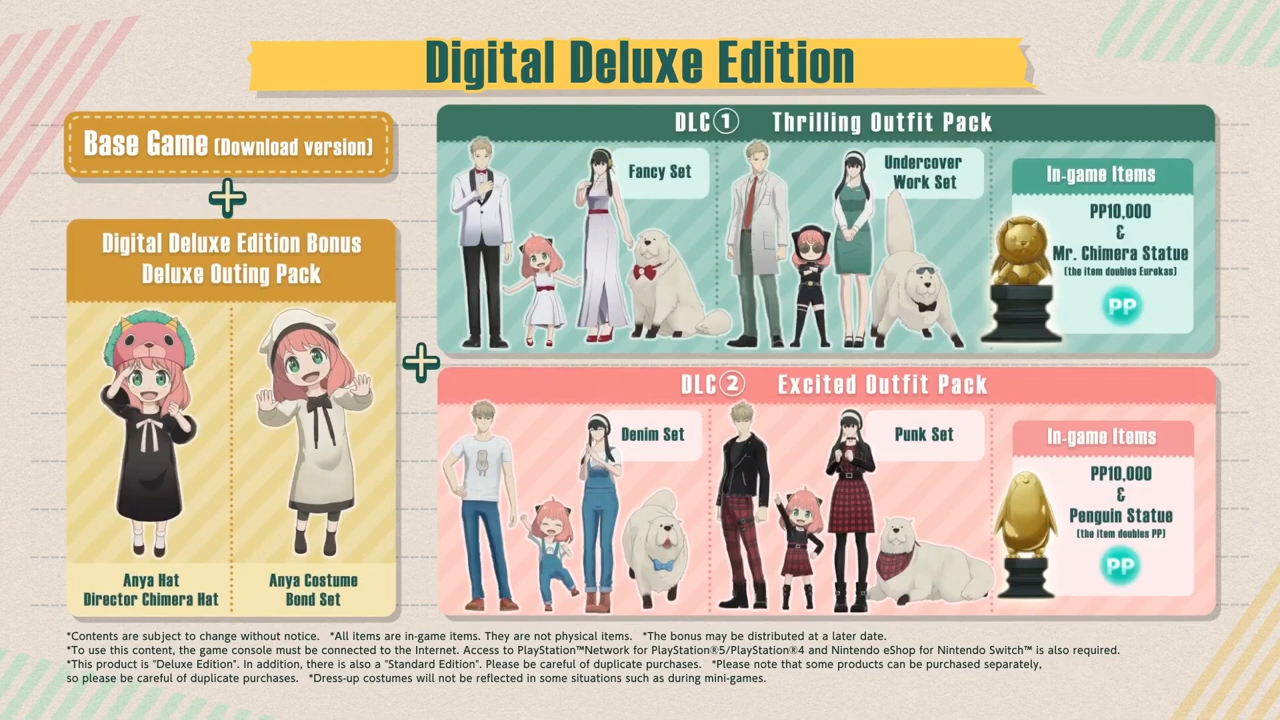 Digital Deluxe Edition
Base Game (Download version)
+
Digital Deluxe Edition Bonus
Deluxe Outing Pack
Anya Hat
Director Chimera Hat
Anya Costume
Bond Set
+
DLC① Thrilling Outfit Pack
Fancy Set
Undercover
Work Set
In-game Items
PP10,000
&
Mr. Chimera Statue
(the item doubles Eurekas)
PP
DLC② Excited Outfit Pack
Denim Set
Punk Set
In-game Items
PP10,000
&
Penguin Statue
(the item doubles PP)
PP
*Contents are subject to change without notice. *All items are in-game items. They are not physical items. *The bonus may be distributed at a later date.
*To use this content, the game console must be connected to the Internet. Access to PlayStation™Network for PlayStation®5/PlayStation®4 and Nintendo eShop for Nintendo Switch™ is also required.
*This product is "Deluxe Edition". In addition, there is also a "Standard Edition". Please be careful of duplicate purchases. *Please note that some products can be purchased separately,
so please be careful of duplicate purchases. *Dress-up costumes will not be reflected in some situations such as during mini-games.